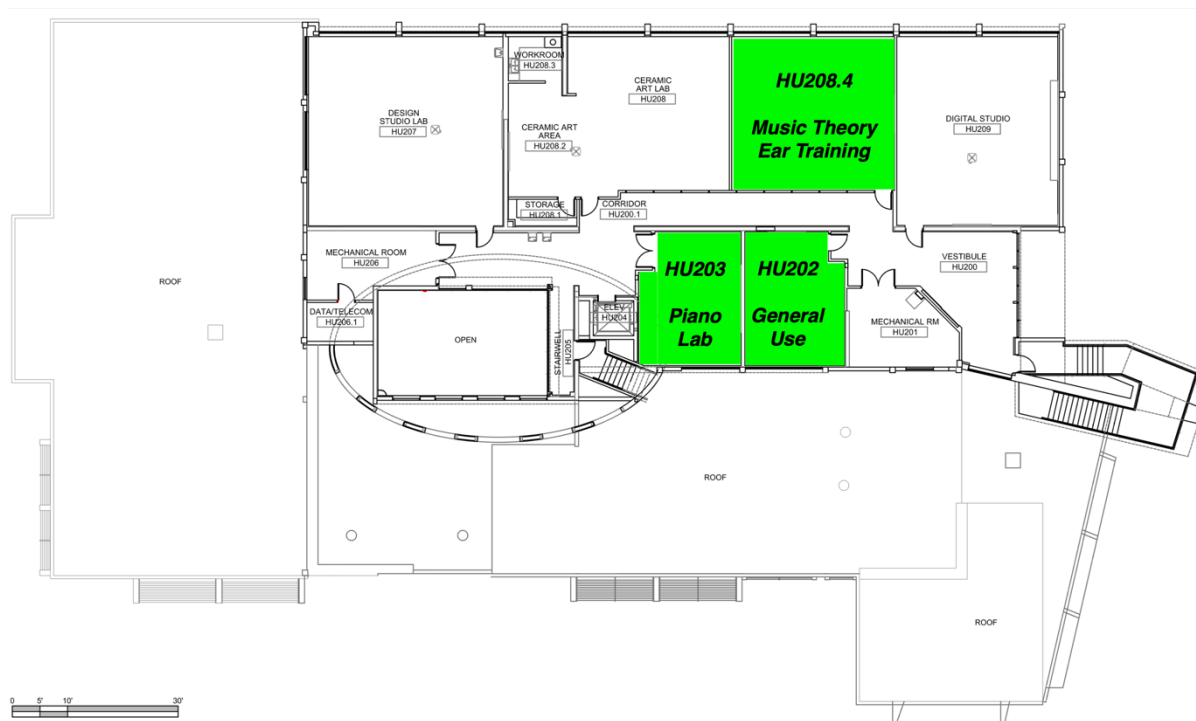 WORKROOM
HU208.3
CERAMIC
ART LAB
HU208
HU208.4
Music Theory
Ear Training
DESIGN
STUDIO LAB
HU207
CERAMIC ART
AREA
HU208.2
DIGITAL STUDIO
HU209
STORAGE
HU208.1
CORRIDOR
HU200.1
MECHANICAL ROOM
HU206
HU203
Piano
Lab
HU202
General
Use
VESTIBULE
HU200
ROOF
DATA/TELECOM
HU206.1
OPEN
STAIRWELL
HU205
ELEV
HU204
MECHANICAL RM
HU201
ROOF
ROOF
0 5' 10' 30'